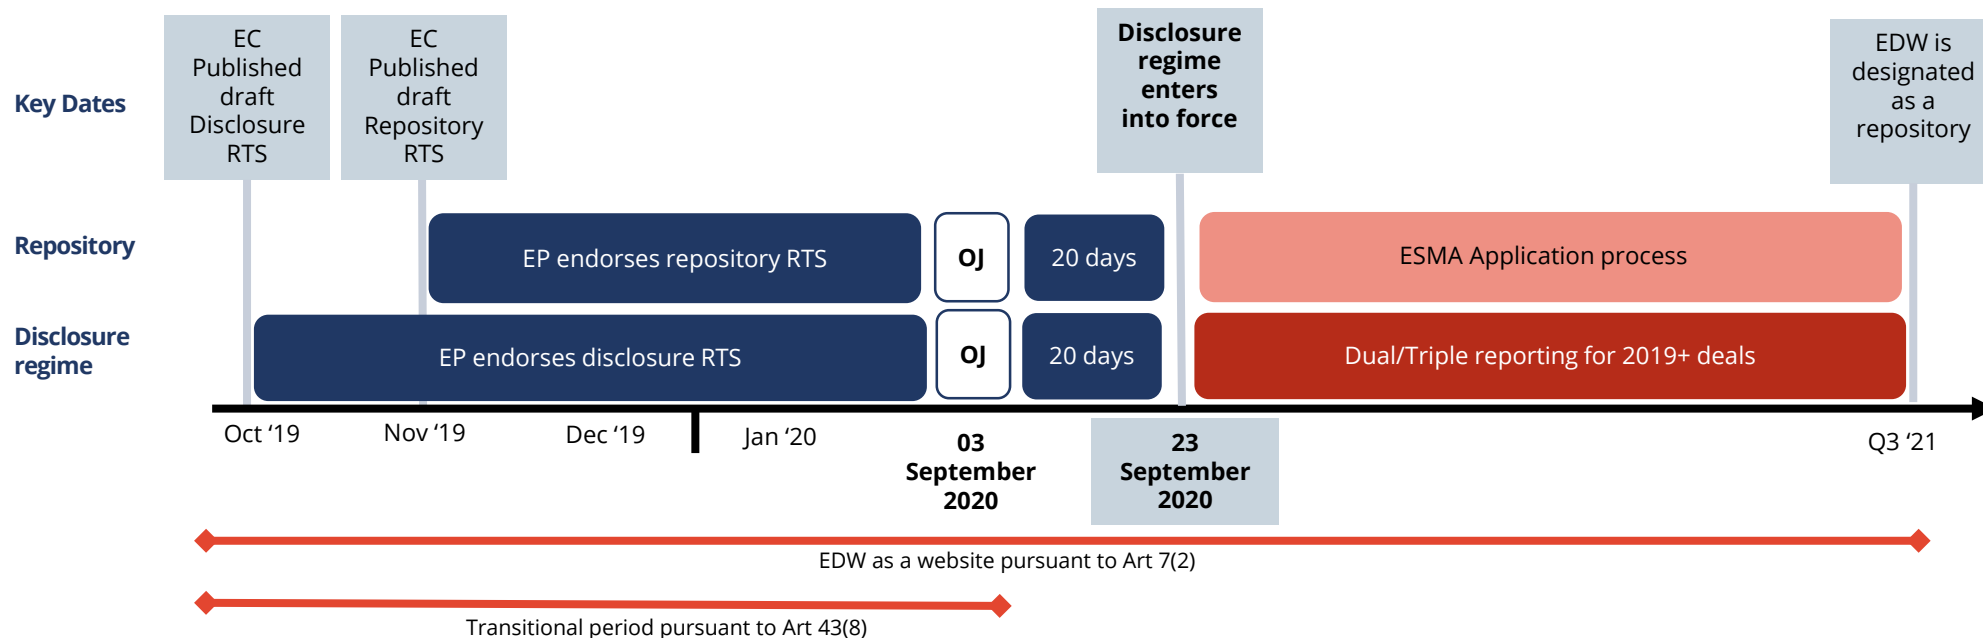 Key Dates
EC
Published
draft
Disclosure
RTS
EC
Published
draft
Repository
RTS
Disclosure
regime
enters
into force
EDW is
designated
as a
repository
Repository
EP endorses repository RTS
OJ
20 days
ESMA Application process
Disclosure
regime
EP endorses disclosure RTS
OJ
20 days
Dual/Triple reporting for 2019+ deals
Oct ‘19
Nov ‘19
Dec ‘19
Jan ‘20
03
September
2020
23
September
2020
Q3 ‘21
EDW as a website pursuant to Art 7(2)
Transitional period pursuant to Art 43(8)